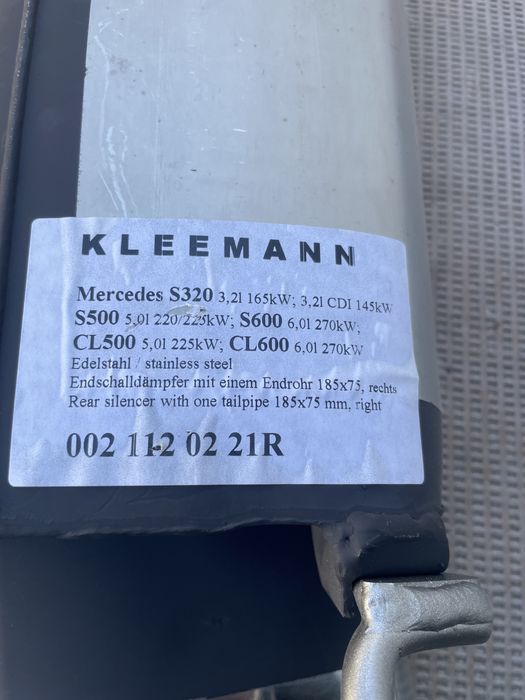 KLEEMANN
Mercedes S320 3,2l 165kW; 3,2l CDI 145kW
S500 5,0l 220/225kW; S600 6,0l 270kW;
CL500 5,0l 225kW; CL600 6,0l 270kW
Edelstahl / stainless steel
Endschalldämpfer mit einem Endrohr 185x75, rechts
Rear silencer with one tailpipe 185x75 mm, right
002 112 02 21R